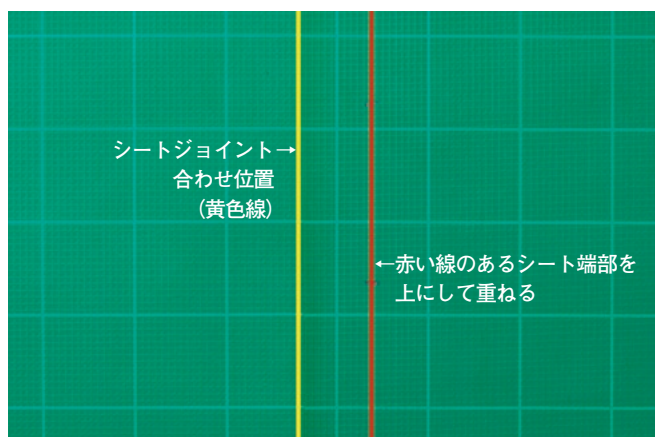 シートジョイント→
合わせ位置
(黄色線)
←赤い線のあるシート端部を
上にして重ねる